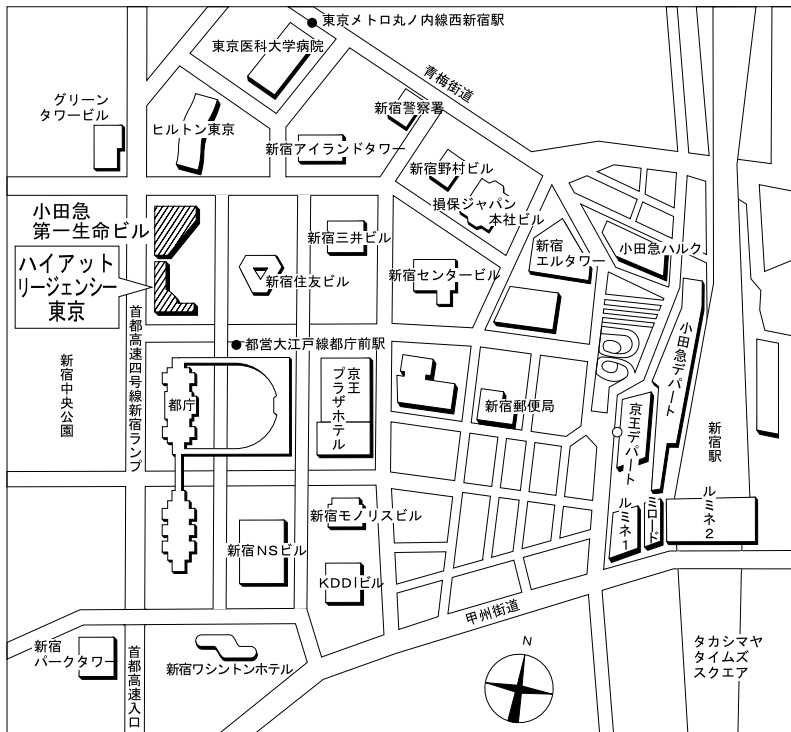 東京メトロ丸ノ内線西新宿駅
東京医科大学病院
青梅街道
グリーン
タワービル
ヒルトン東京
新宿警察署
新宿アイランドタワー
新宿野村ビル
損保ジャパン
本社ビル
小田急
第一生命ビル
新宿三井ビル
新宿
エルタワー
小田急ハルク
ハイアット
リージェンシー
東京
新宿住友ビル
新宿センタービル
首都高速四号線新宿ランプ
都営大江戸線都庁前駅
小田急デパート
新宿中央公園
都庁
京王
プラザホテル
新宿郵便局
京王デパート
新宿駅
新宿モノリスビル
ルミネ1
ミロード
ルミネ2
新宿NSビル
KDDIビル
甲州街道
新宿
パークタワー
首都高速入口
新宿ワシントンホテル
N
タカシマヤ
タイムズ
スクエア